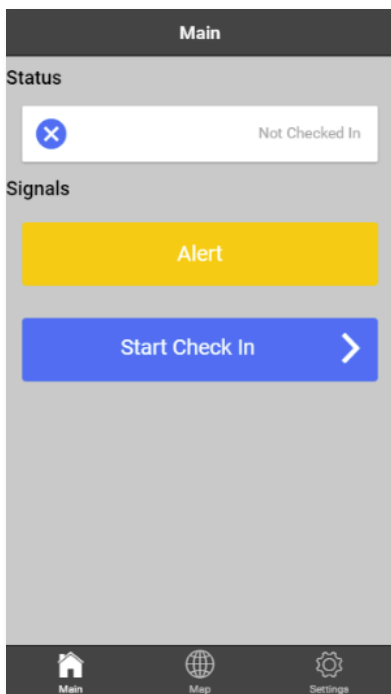 Main
Status
Not Checked In
Signals
Alert
Start Check In
Main
Map
Settings